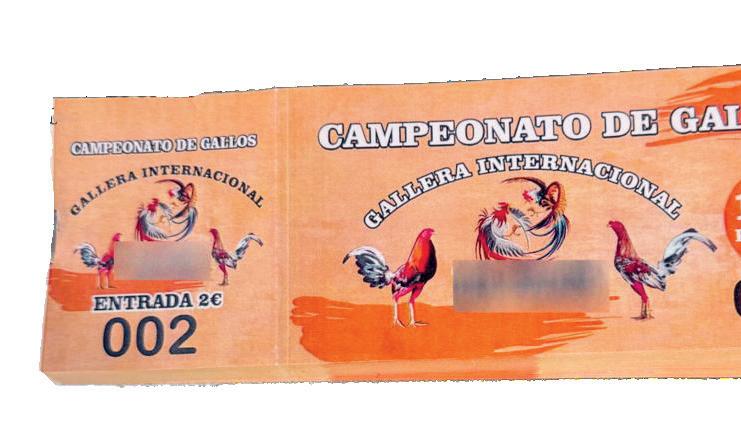 CAMPEONATO DE GALLOS
GALLERA INTERNACIONAL
ENTRADA 2€
002
CAMPEONATO DE GAL
GALLERA INTERNACIONAL